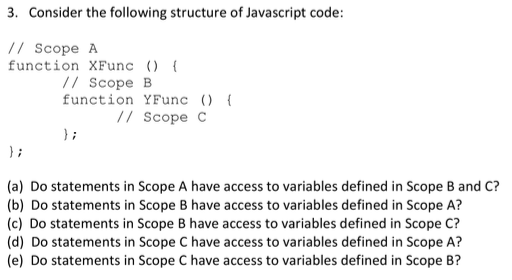 3. Consider the following structure of Javascript code:
// Scope A
function XFunc () {
// Scope B
function YFunc () {
// Scope C
};
};
(a) Do statements in Scope A have access to variables defined in Scope B and C?
(b) Do statements in Scope B have access to variables defined in Scope A?
(c) Do statements in Scope B have access to variables defined in Scope C?
(d) Do statements in Scope C have access to variables defined in Scope A?
(e) Do statements in Scope C have access to variables defined in Scope B?